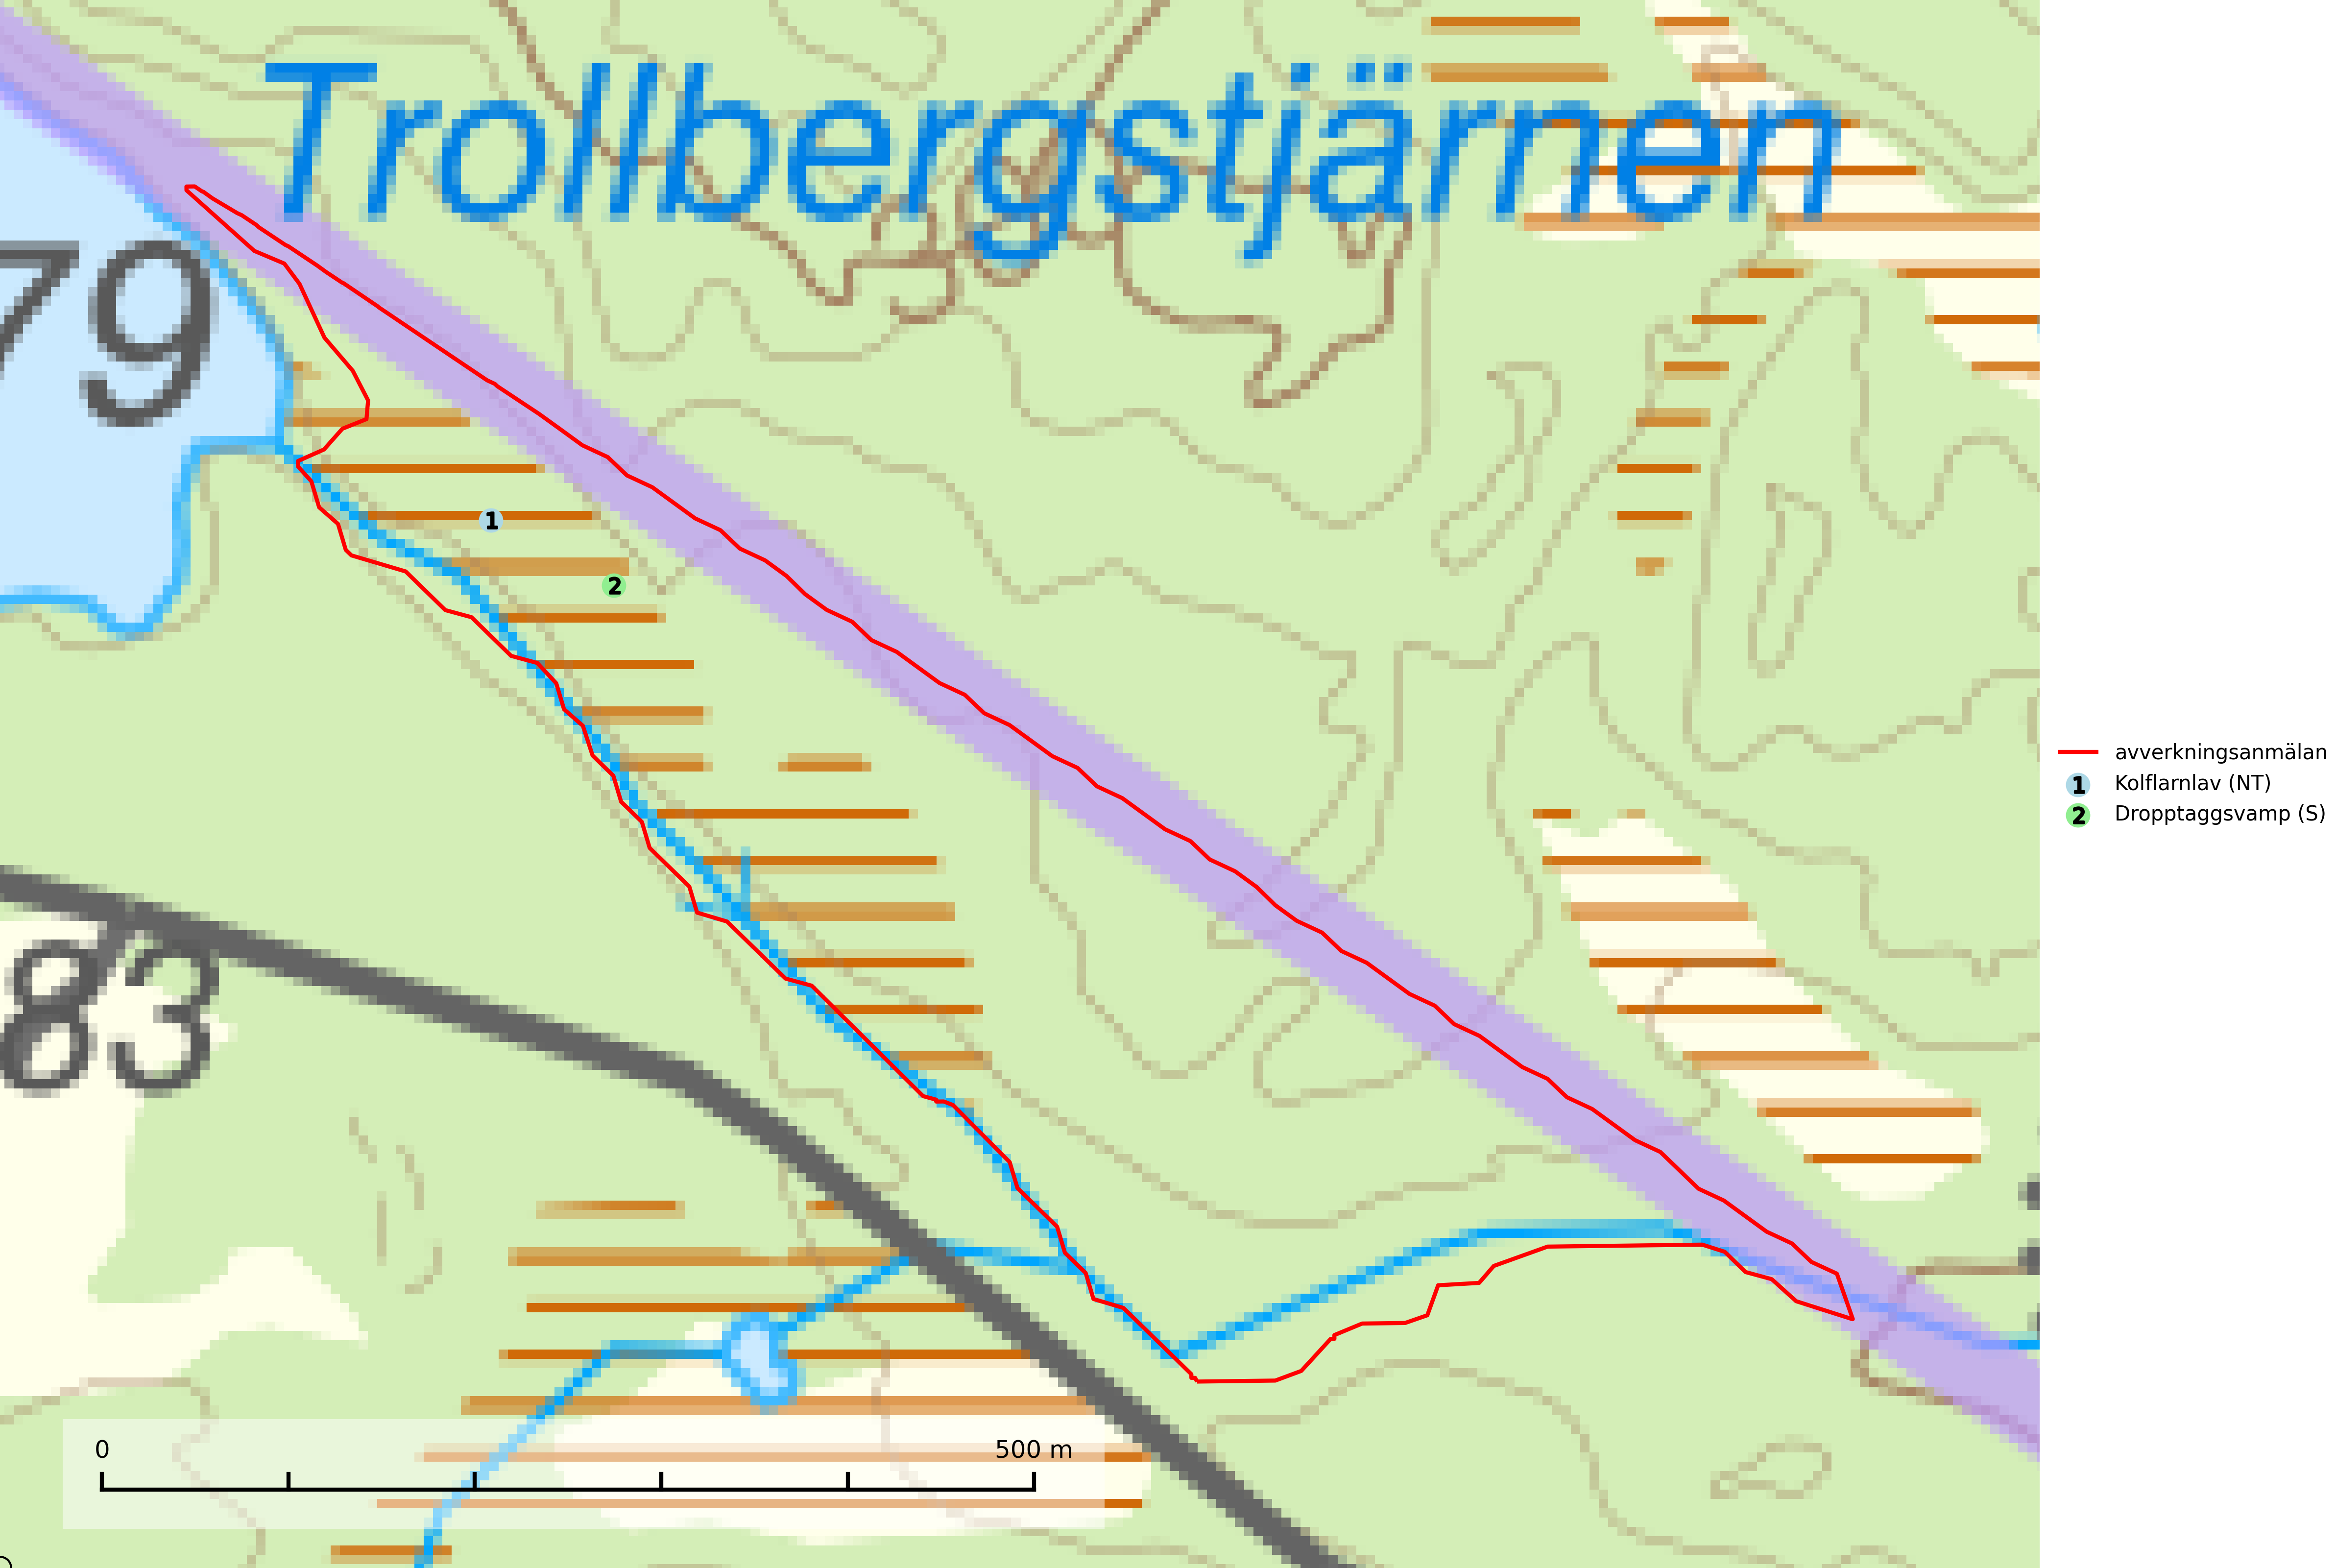 Trollbergstjärnen
79
1
2
83
0 500 m
avverkningsanmälan
1 Kolflarnlav (NT)
2 Dropptaggsvamp (S)